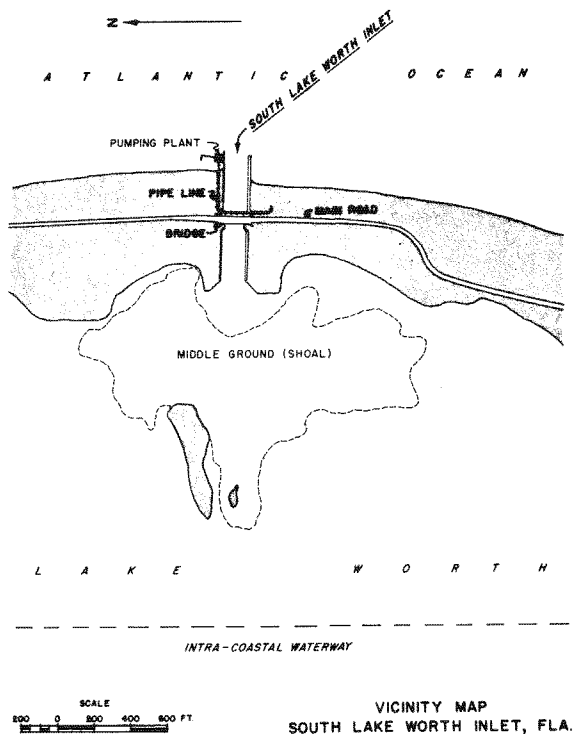 N
ATLANTIC OCEAN
SOUTH LAKE WORTH INLET
PUMPING PLANT
PIPE LINE
MAIN ROAD
BRIDGE
MIDDLE GROUND (SHOAL)
LAKE WORTH
INTRA-COASTAL WATERWAY
SCALE
200 0 200 400 600 FT.
VICINITY MAP
SOUTH LAKE WORTH INLET, FLA.